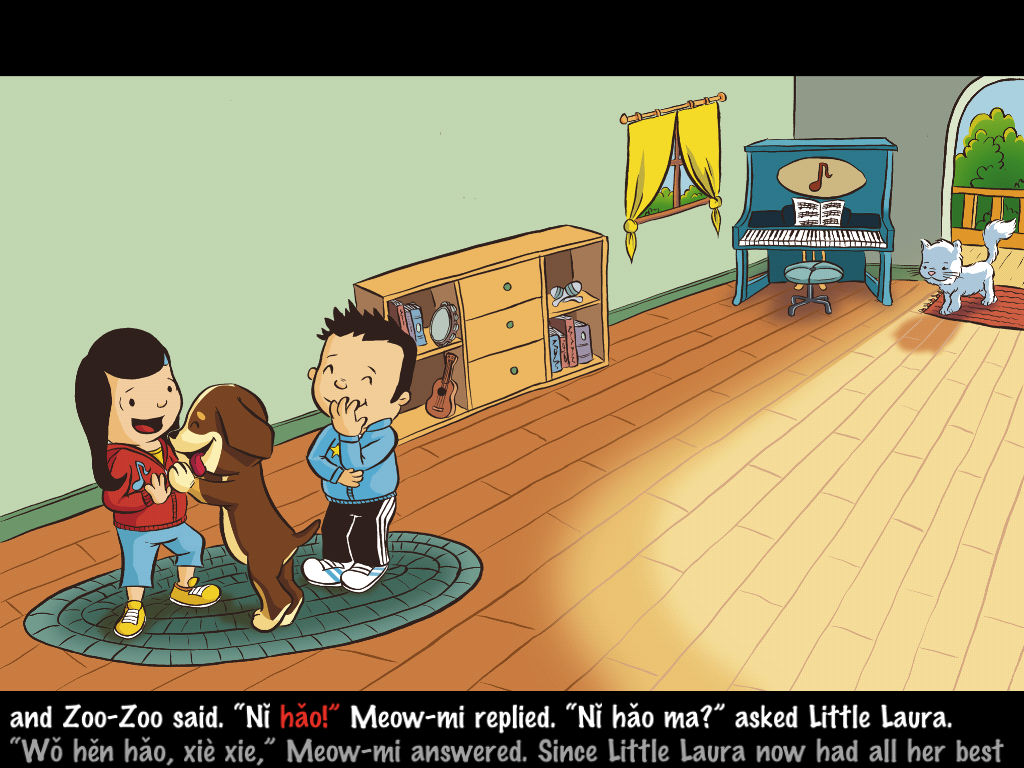 and Zoo-Zoo said. “Nǐ hǎo!” Meow-mi replied. “Nǐ hǎo ma?” asked Little Laura.
“Wǒ hěn hǎo, xiè xie,” Meow-mi answered. Since Little Laura now had all her best